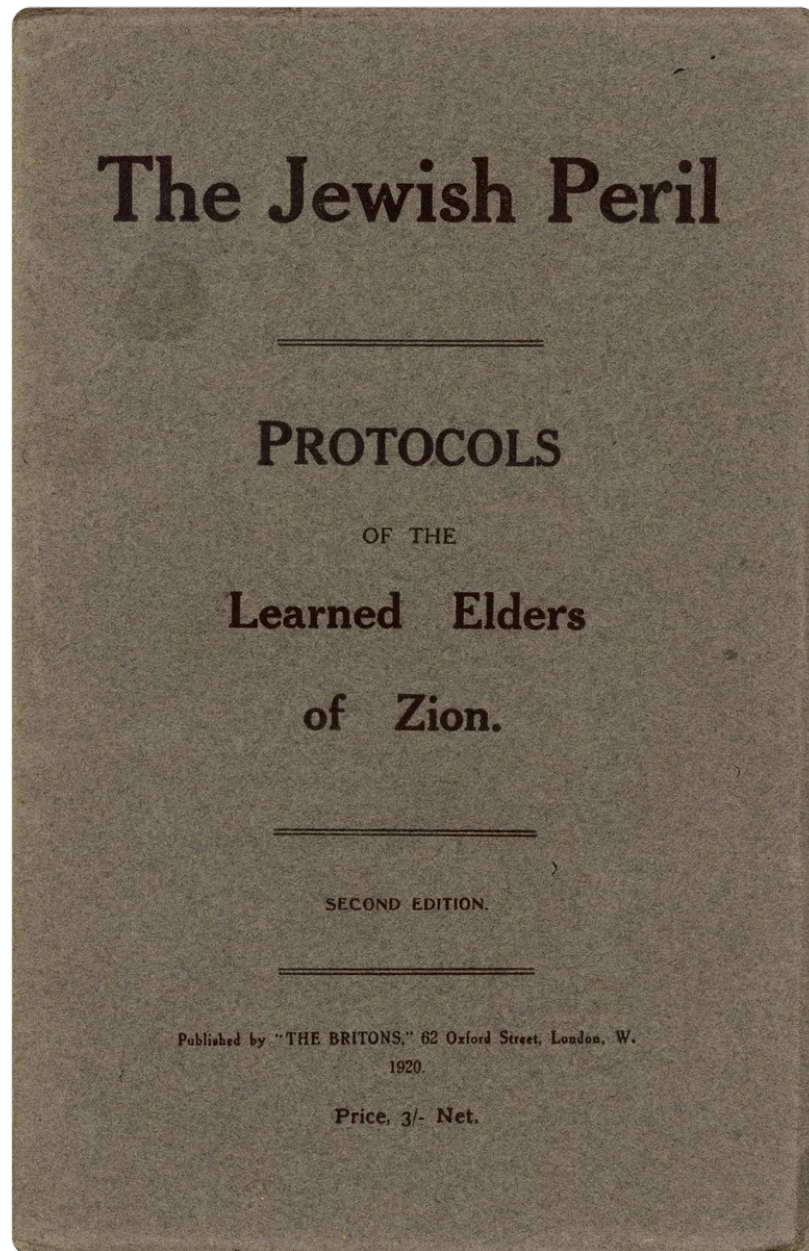 The Jewish Peril
PROTOCOLS
OF THE
Learned Elders
of Zion.
SECOND EDITION.
Published by "THE BRITONS," 62 Oxford Street, London, W.
1920.
Price, 3/- Net.